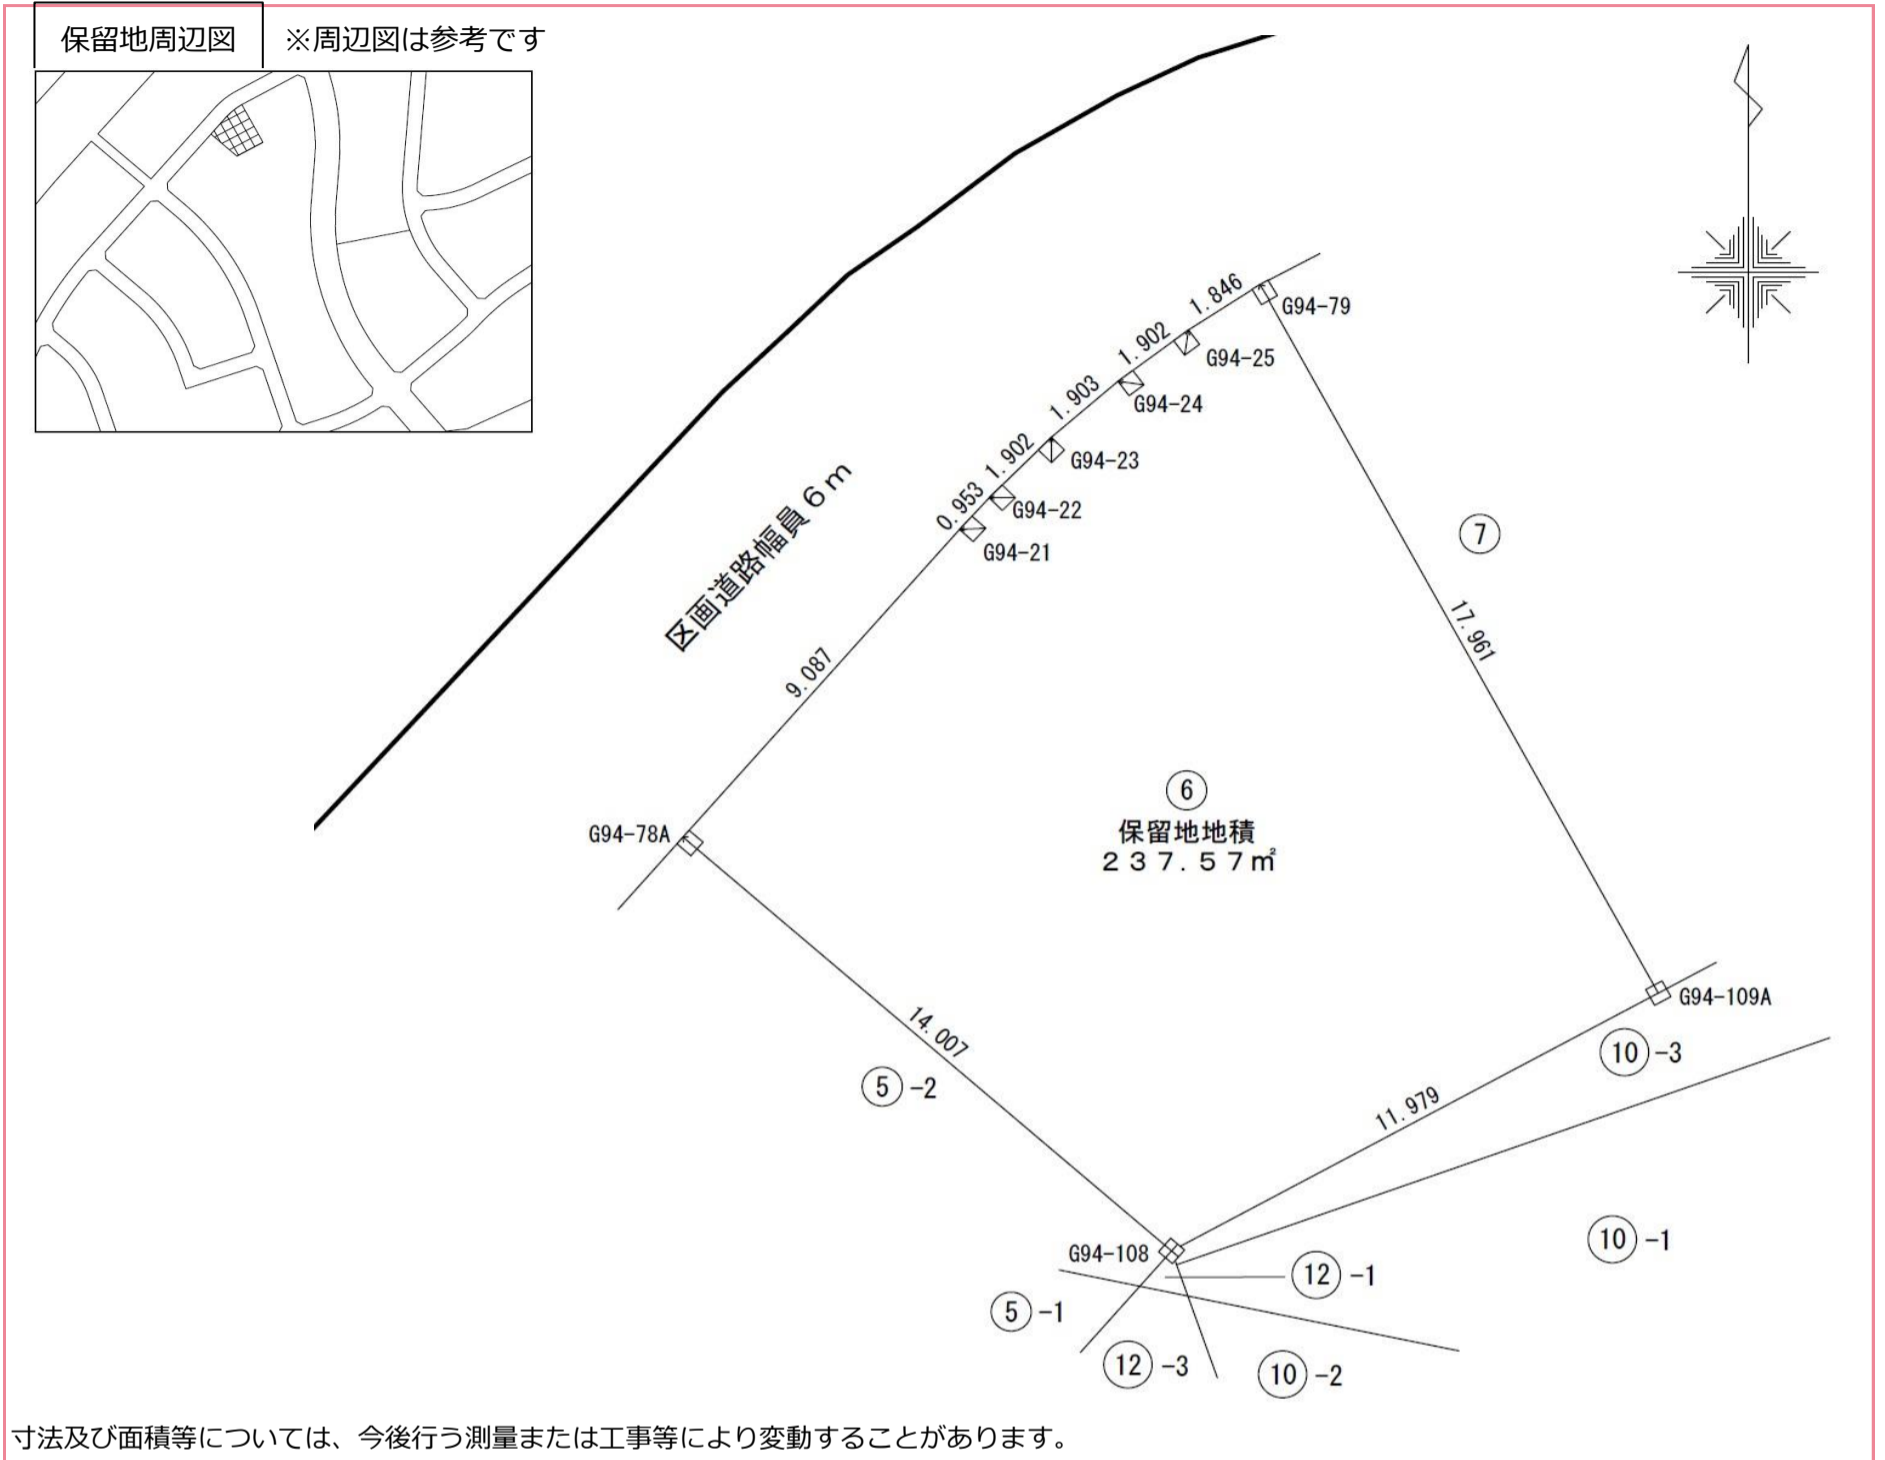 保留地周辺図
※周辺図は参考です
1.846
G94-79
1.902
G94-25
1.903
G94-24
1.902
G94-23
0.953
G94-22
G94-21
区画道路幅員6m
⑦
17.961
9.087
⑥
保留地地積
237.57㎡
G94-78A
G94-109A
14.007
⑩-3
⑤-2
11.979
G94-108
⑩-1
⑫-1
⑤-1
⑫-3
⑩-2
寸法及び面積等については、今後行う測量または工事等により変動することがあります。